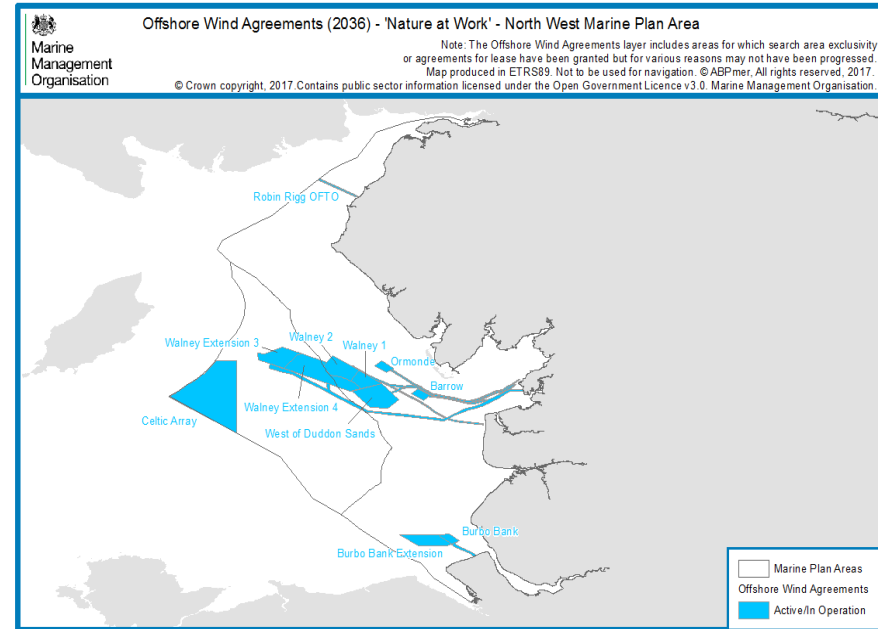 Marine
Management
Organisation
Offshore Wind Agreements (2036) - 'Nature at Work' - North West Marine Plan Area
Note: The Offshore Wind Agreements layer includes areas for which search area exclusivity
or agreements for lease have been granted but for various reasons may not have been progressed.
Map produced in ETRS89. Not to be used for navigation. © ABPmer, All rights reserved, 2017.
© Crown copyright, 2017.Contains public sector information licensed under the Open Government Licence v3.0. Marine Management Organisation.
Robin Rigg OFTO
Walney Extension 3
Walney 2
Walney 1
Ormonde
Barrow
Walney Extension 4
Celtic Array
West of Duddon Sands
Burbo Bank
Burbo Bank Extension
Marine Plan Areas
Offshore Wind Agreements
Active/In Operation